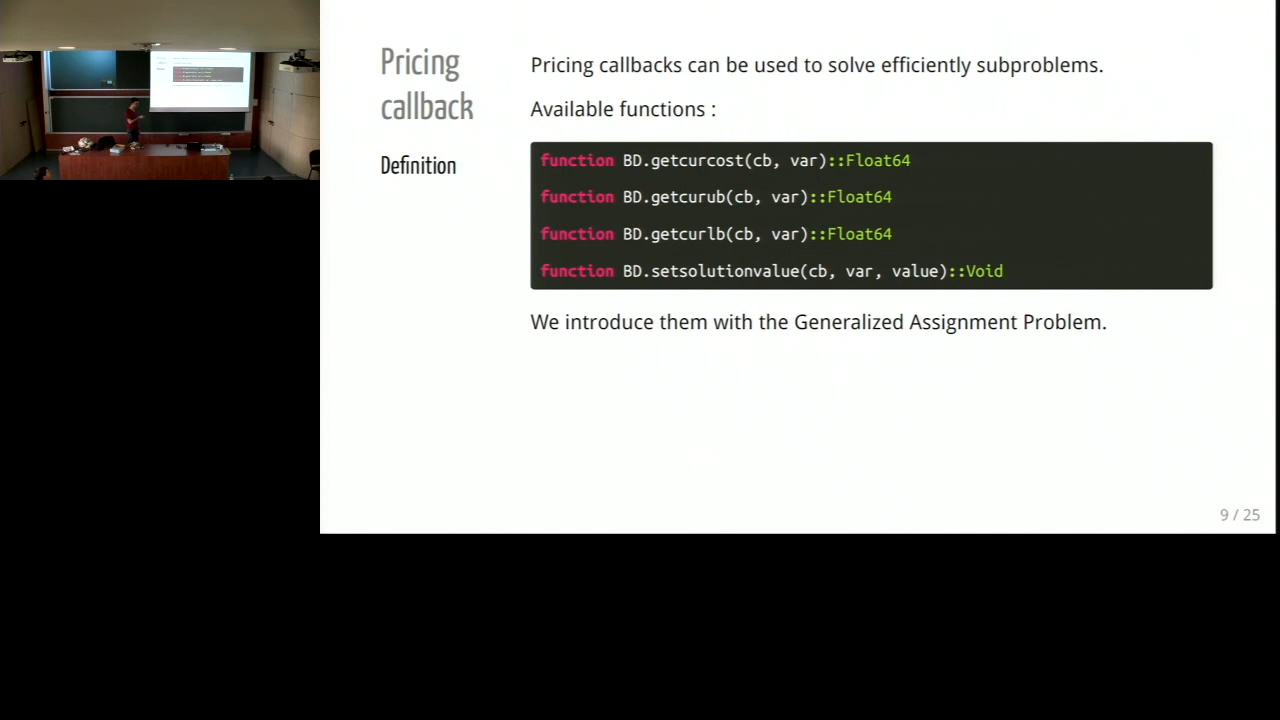 Pricing
callback
Definition
Pricing callbacks can be used to solve efficiently subproblems.
Available functions :
function BD.getcurcost(cb, var)::Float64
function BD.getcurub(cb, var)::Float64
function BD.getcurlb(cb, var)::Float64
function BD.setsolutionvalue(cb, var, value)::Void
We introduce them with the Generalized Assignment Problem.
9 / 25